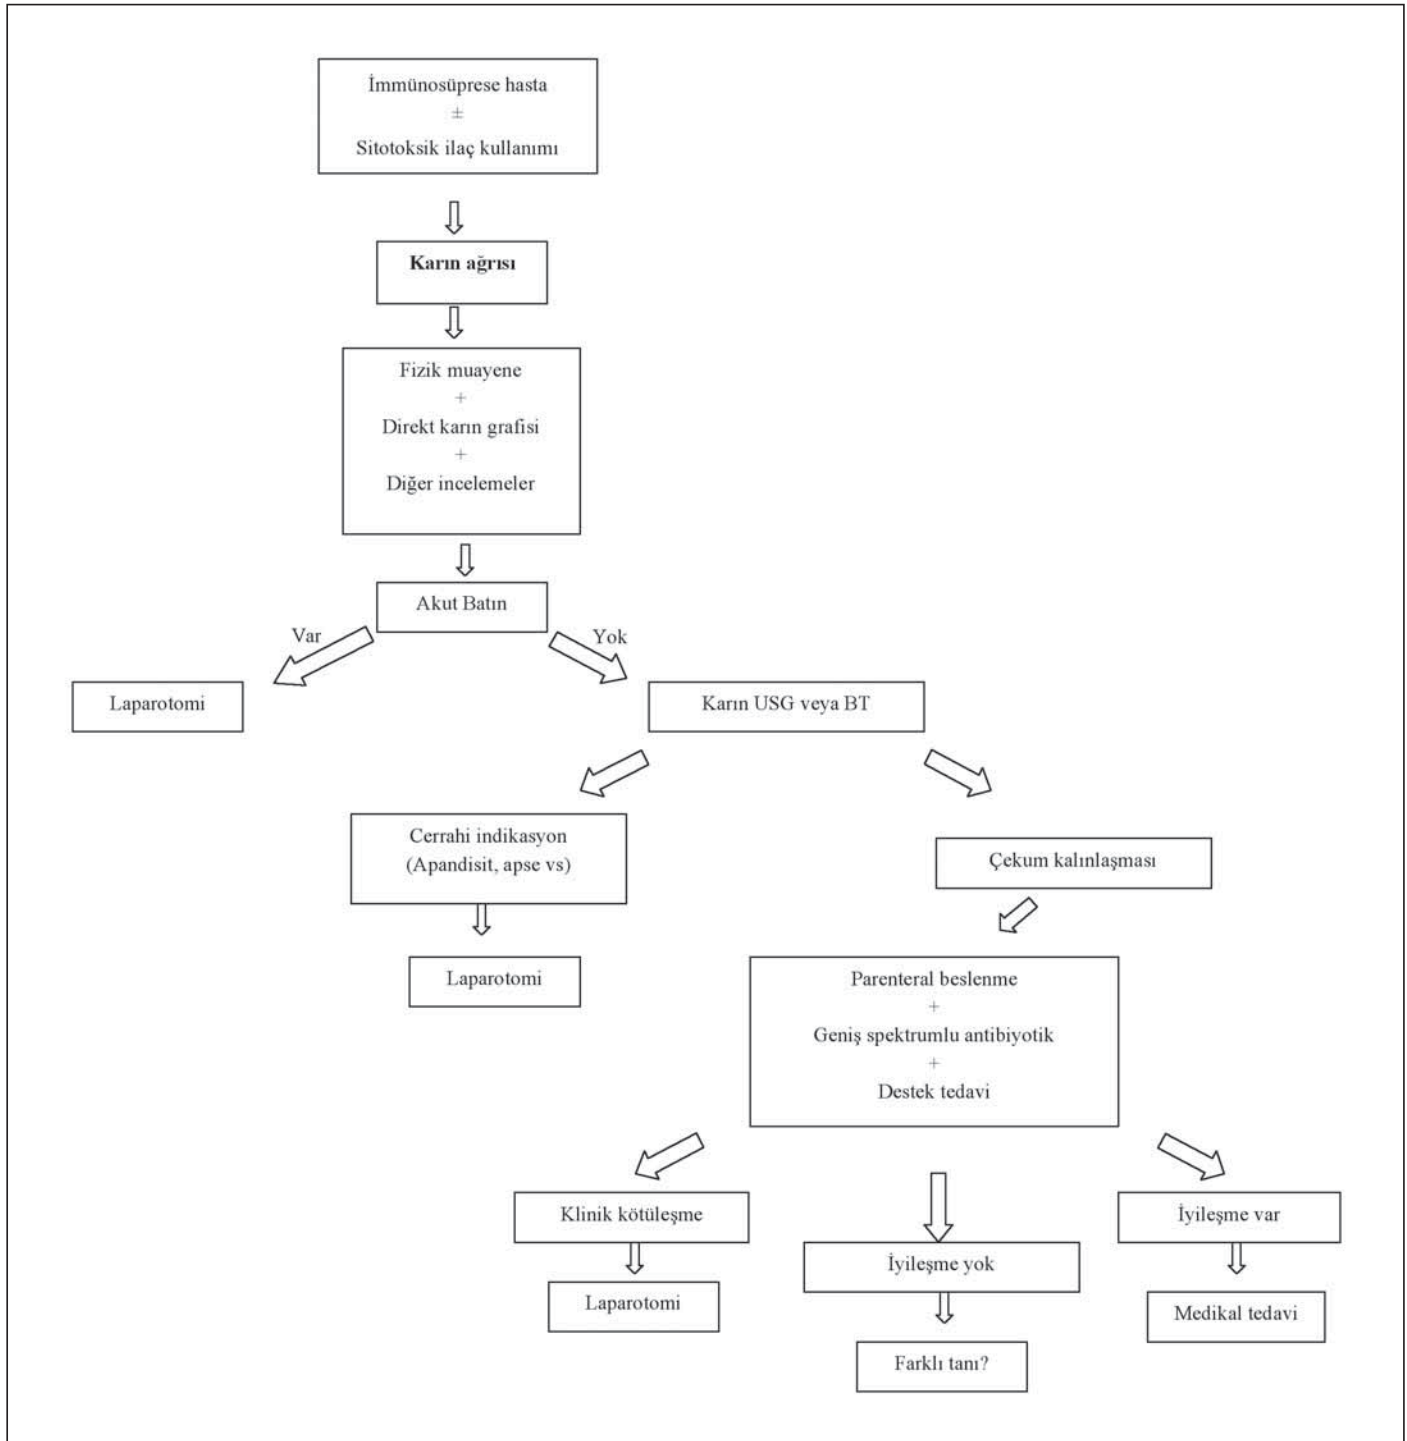 İmmünosüprese hasta
±
Sitotoksik ilaç kullanımı
Karın ağrısı
Fizik muayene
+
Direkt karın grafisi
+
Diğer incelemeler
Akut Batın
Var
Yok
Laparotomi
Karın USG veya BT
Cerrahi indikasyon
(Apandisit, apse vs)
Çekum kalınlaşması
Laparotomi
Parenteral beslenme
+
Geniş spektrumlu antibiyotik
+
Destek tedavi
Klinik kötüleşme
İyileşme yok
İyileşme var
Laparotomi
Farklı tanı?
Medikal tedavi